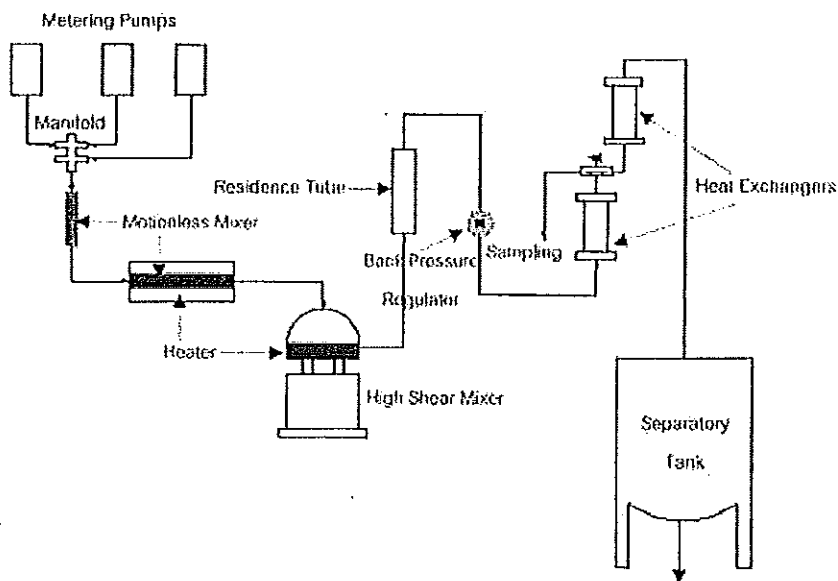 Metering Pumps
Manifold
Residence Tube
Heat Exchangers
Motionless Mixer
Back Pressure
Sampling
Regulator
Heater
High Shear Mixer
Separatory
Tank